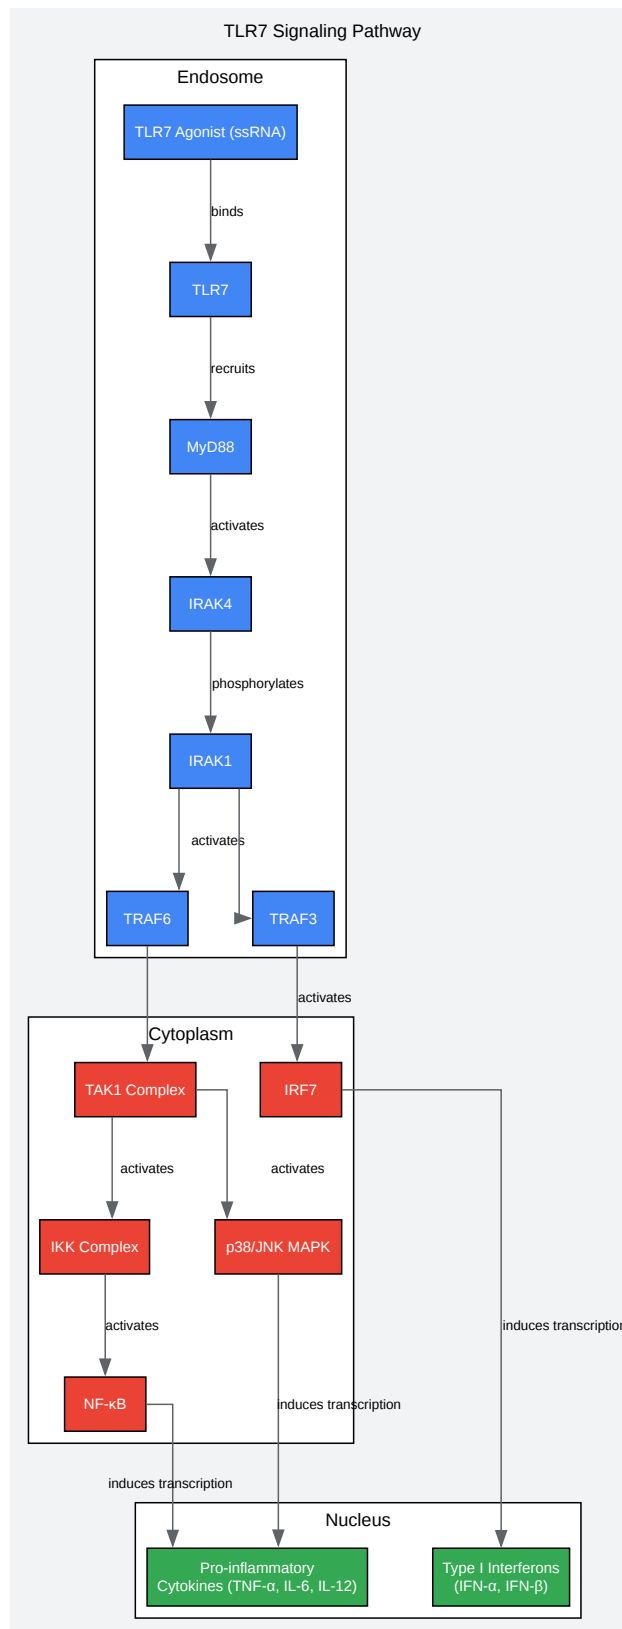 TLR7 Signaling Pathway
Endosome
TLR7 Agonist (ssRNA)
binds
TLR7
recruits
MyD88
activates
IRAK4
phosphorylates
IRAK1
activates
TRAF6
TRAF3
activates
Cytoplasm
TAK1 Complex
IRF7
activates
activates
IKK Complex
p38/JNK MAPK
activates
induces transcription
NF-κB
induces transcription
induces transcription
Nucleus
Pro-inflammatory
Cytokines (TNF-α, IL-6, IL-12)
Type I Interferons
(IFN-α, IFN-β)